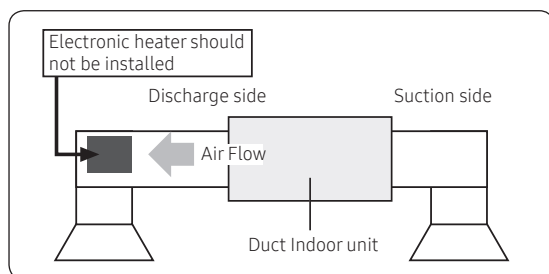 Electronic heater should
not be installed
Discharge side
Suction side
Air Flow
Duct Indoor unit